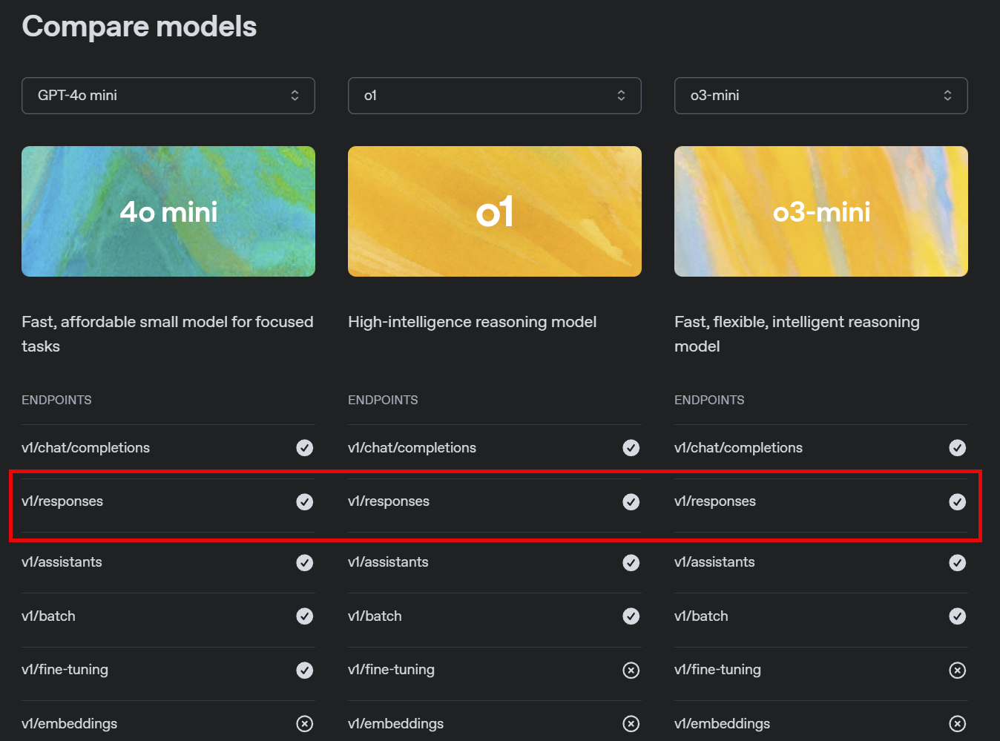 Compare models
GPT-4o mini
o1
o3-mini
4o mini
o1
o3-mini
Fast, affordable small model for focused
tasks
High-intelligence reasoning model
Fast, flexible, intelligent reasoning
model
ENDPOINTS
ENDPOINTS
ENDPOINTS
v1/chat/completions
v1/chat/completions
v1/chat/completions
v1/responses
v1/responses
v1/responses
v1/assistants
v1/assistants
v1/assistants
v1/batch
v1/batch
v1/batch
v1/fine-tuning
v1/fine-tuning
v1/fine-tuning
v1/embeddings
v1/embeddings
v1/embeddings